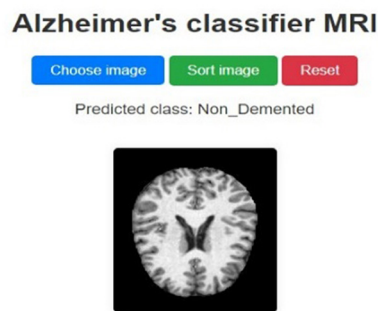 Alzheimer's classifier MRI
Choose image Sort image Reset
Predicted class: Non_Demented